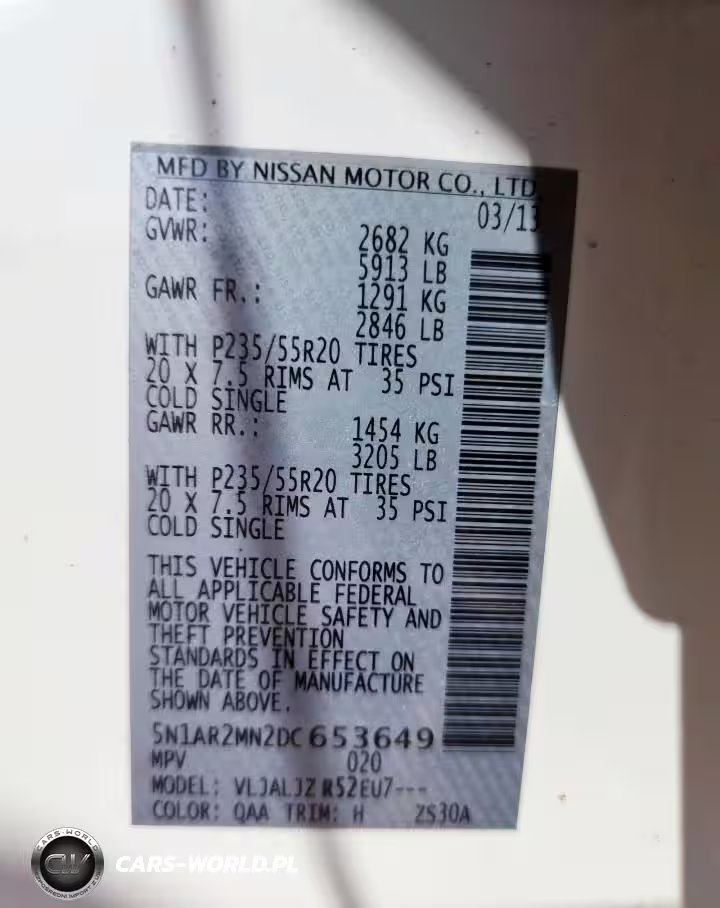 MFD BY NISSAN MOTOR CO., LTD.
DATE: 03/13
GVWR: 2682 KG
5913 LB
GAWR FR.: 1291 KG
2846 LB
WITH P235/55R20 TIRES
20 X 7.5 RIMS AT 35 PSI
COLD SINGLE
GAWR RR.: 1454 KG
3205 LB
WITH P235/55R20 TIRES
20 X 7.5 RIMS AT 35 PSI
COLD SINGLE
THIS VEHICLE CONFORMS TO
ALL APPLICABLE FEDERAL
MOTOR VEHICLE SAFETY AND
THEFT PREVENTION
STANDARDS IN EFFECT ON
THE DATE OF MANUFACTURE
SHOWN ABOVE.
5N1AR2MN2DC653649
MPV 020
MODEL: VLJALJZ R52EU7---
COLOR: QAA TRIM: H ZS30A
CARS-WORLD
CW
CARS-WORLD.PL